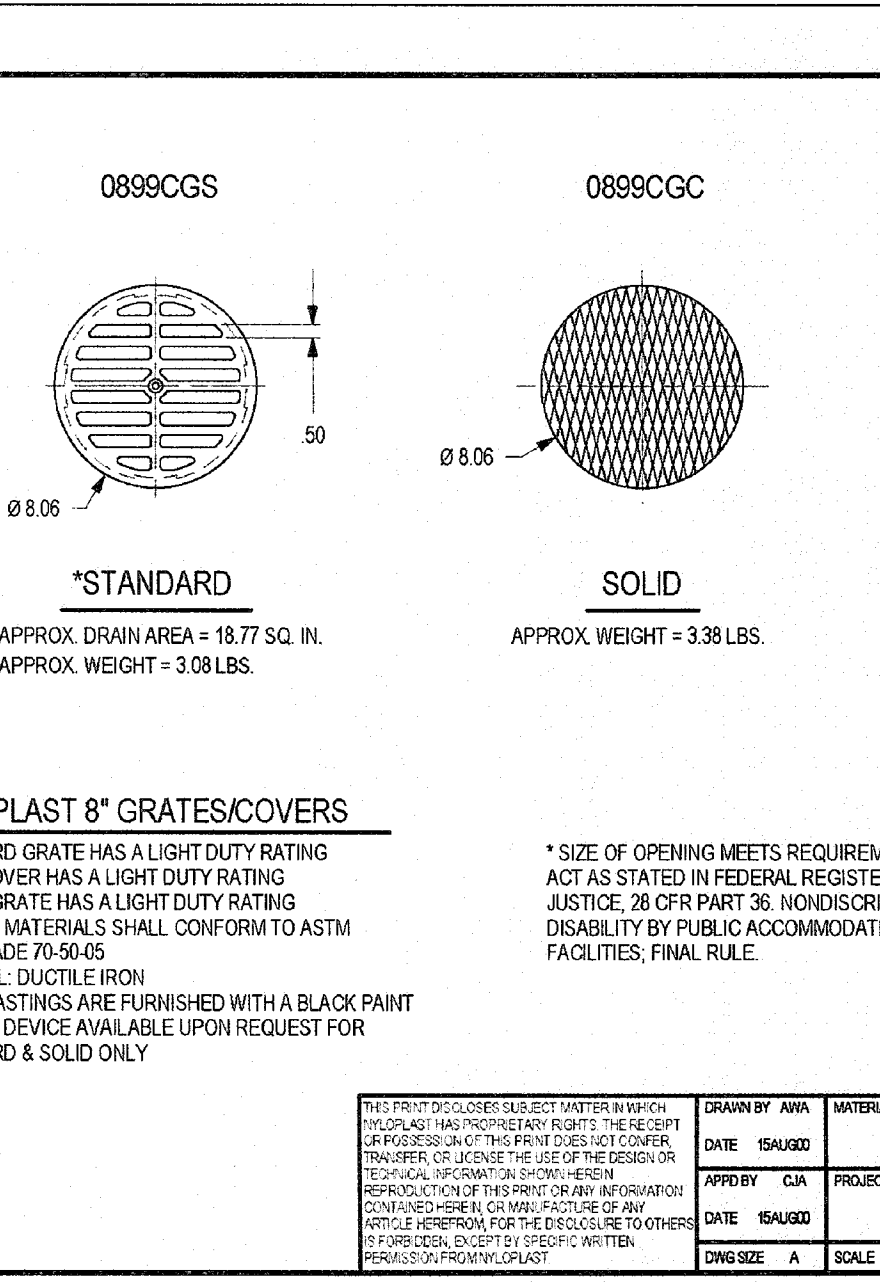 0899CGS
0899CGC
.50
Ø 8.06
Ø 8.06
*STANDARD
SOLID
APPROX. DRAIN AREA = 18.77 SQ. IN.
APPROX. WEIGHT = 3.08 LBS.
APPROX. WEIGHT = 3.38 LBS.
PLAST 8" GRATES/COVERS
RD GRATE HAS A LIGHT DUTY RATING
OVER HAS A LIGHT DUTY RATING
GRATE HAS A LIGHT DUTY RATING
MATERIALS SHALL CONFORM TO ASTM
ADE 70-50-05
L: DUCTILE IRON
ASTINGS ARE FURNISHED WITH A BLACK PAINT
DEVICE AVAILABLE UPON REQUEST FOR
RD & SOLID ONLY
* SIZE OF OPENING MEETS REQUIREM
ACT AS STATED IN FEDERAL REGISTE
JUSTICE, 28 CFR PART 36. NONDISCRI
DISABILITY BY PUBLIC ACCOMMODATI
FACILITIES; FINAL RULE.
THIS PRINT DISCLOSES SUBJECT MATTER IN WHICH
NYLOPLAST HAS PROPRIETARY RIGHTS. THE RECEIPT
OR POSSESSION OF THIS PRINT DOES NOT CONFER,
TRANSFER, OR LICENSE THE USE OF THE DESIGN OR
TECHNICAL INFORMATION SHOWN HEREIN
REPRODUCTION OF THIS PRINT OR ANY INFORMATION
CONTAINED HEREIN, OR MANUFACTURE OF ANY
ARTICLE HEREFROM, FOR THE DISCLOSURE TO OTHERS
IS FORBIDDEN, EXCEPT BY SPECIFIC WRITTEN
PERMISSION FROM NYLOPLAST.
DRAWN BY AWA
DATE 15AUG00
APPD BY CJA
DATE 15AUG00
DWG SIZE A
MATERI
PROJEC
SCALE